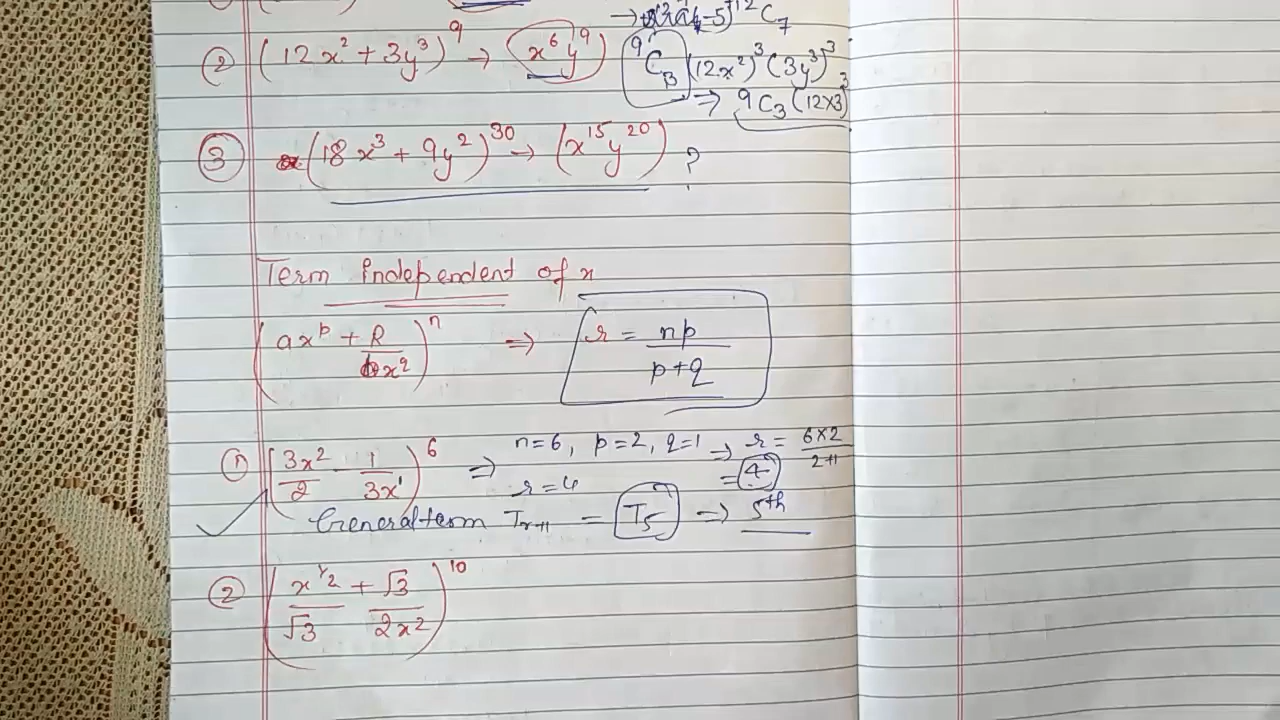 ¹²C₇
② (12x² + 3y³)⁹ → (x⁶y⁹) ⁹C₃ (12x²)³ (3y³)³
⇒ 9C₃ (12×3)³
③ (18x³ + 9y²)³⁰ → (x¹⁵y²⁰) ?
Term Independent of x
(axᵖ + R/x^q)ⁿ ⇒ r = np/(p+q)
① (3x²/2 - 1/3x¹)⁶ ⇒ n=6, p=2, q=1 ⇒ r = 6×2/2+1
r=4 = 4
General term Tᵣ₊₁ = T₅ ⇒ 5th
② (x^½/√3 + √3/2x²)¹⁰